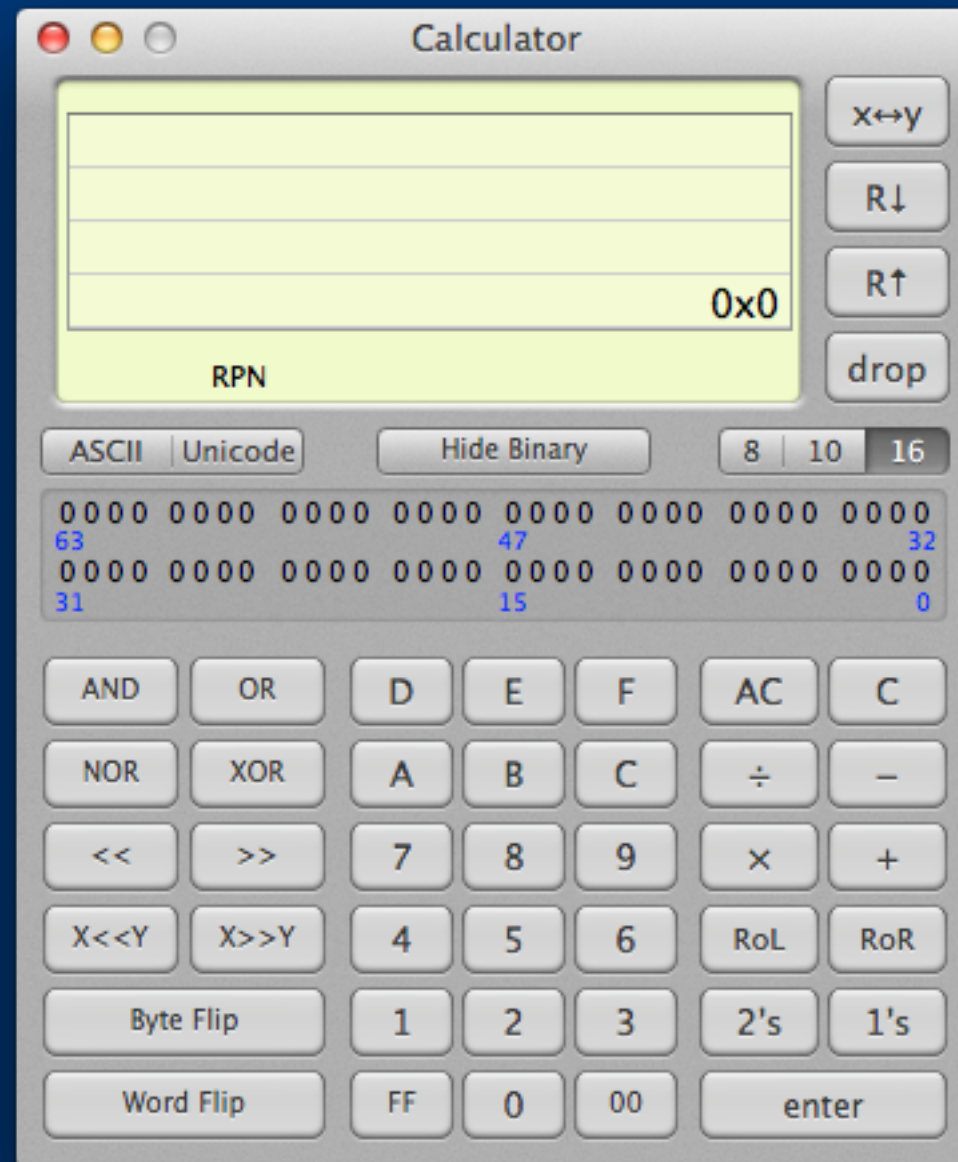 Calculator
x↔y
R↓
R↑
0x0
drop
RPN
ASCII Unicode Hide Binary 8 10 16
0000 0000 0000 0000 0000 0000 0000 0000
63 47 32
0000 0000 0000 0000 0000 0000 0000 0000
31 15 0
AND OR D E F AC C
NOR XOR A B C ÷ −
<< >> 7 8 9 × +
X<<Y X>>Y 4 5 6 RoL RoR
Byte Flip 1 2 3 2's 1's
Word Flip FF 0 00 enter